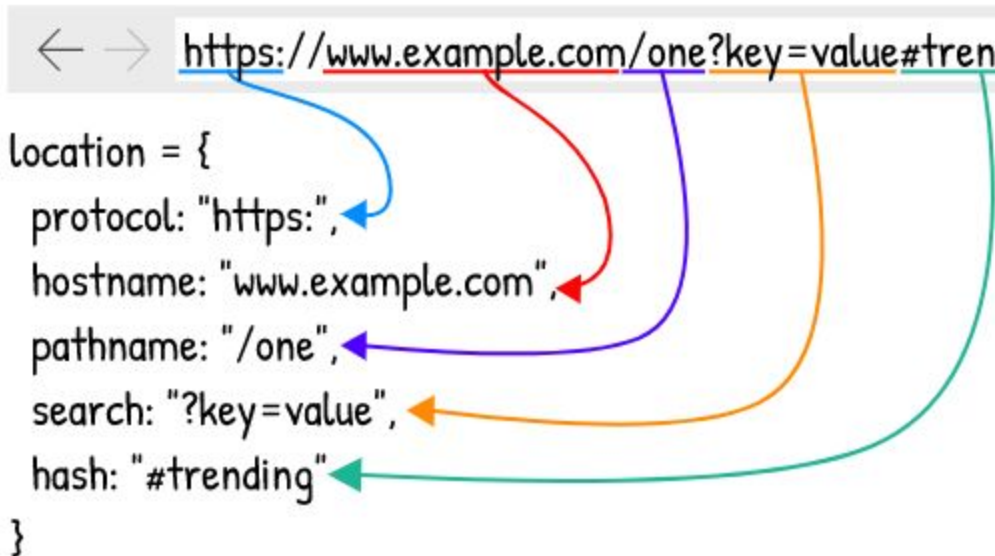 https://www.example.com/one?key=value#tren
location = {
protocol: "https:",
hostname: "www.example.com",
pathname: "/one",
search: "?key=value",
hash: "#trending"
}